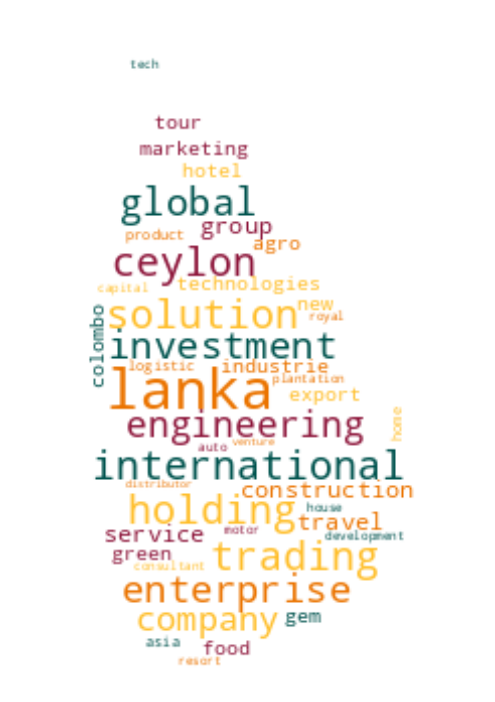 tech
tour
marketing
hotel
global
group
product
agro
ceylon
capital
technologies
solution
new
royal
colombo
investment
logistic
industrie
lanka
plantation
export
engineering
home
auto
venture
international
distributor
construction
holding
house
travel
service
motor
development
green
trading
consultant
enterprise
company
gem
asia
food
resort